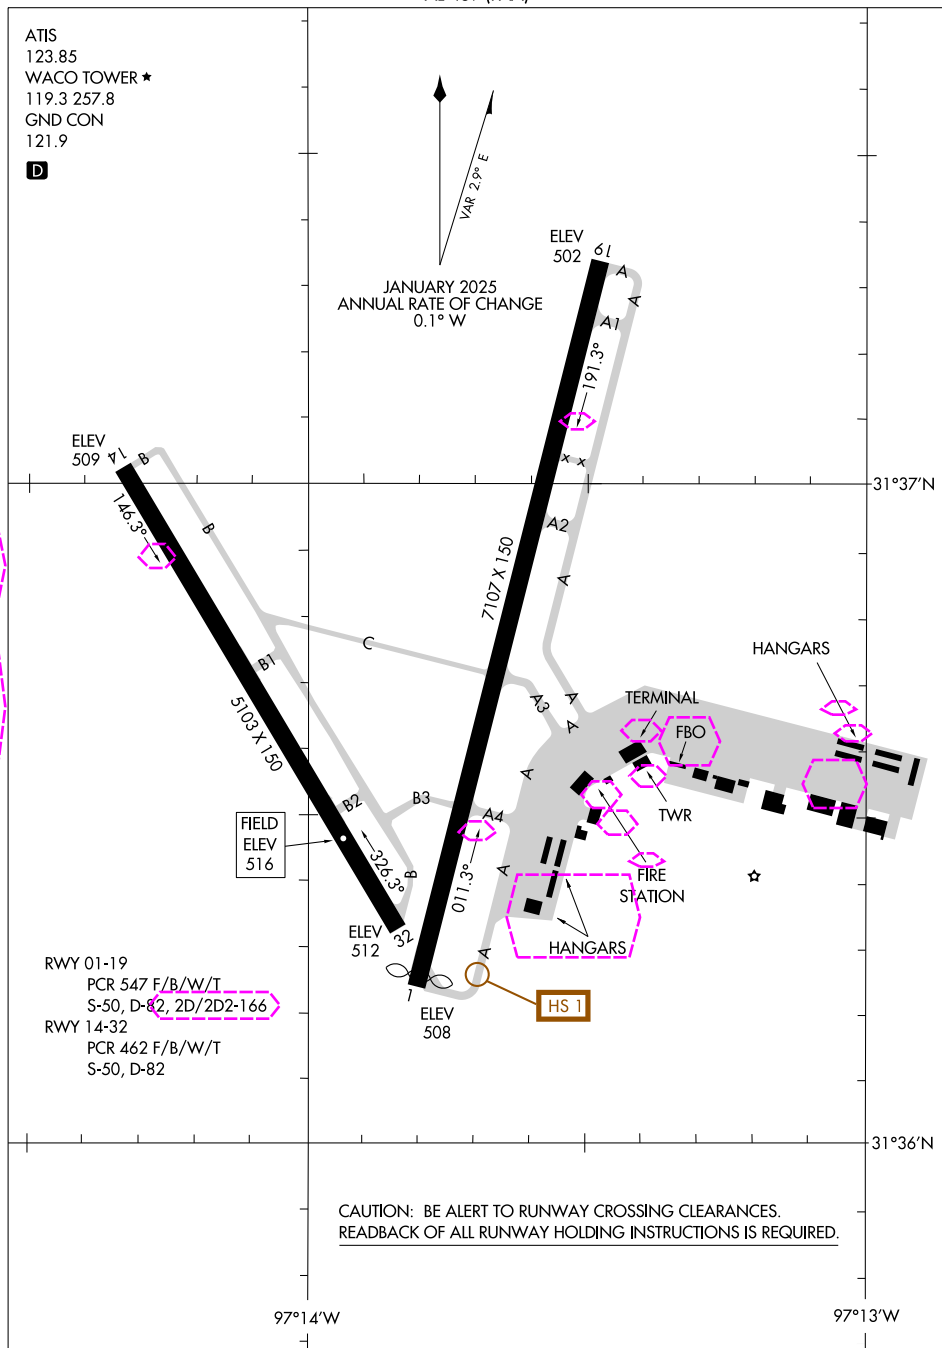 ATIS
123.85
WACO TOWER ★
119.3 257.8
GND CON
121.9
D
VAR 2.9° E
JANUARY 2025
ANNUAL RATE OF CHANGE
0.1° W
ELEV
502
19
A
A
A1
191.3°
x x
A2
A
7107 X 150
ELEV
509
14
B
146.3°
B
31°37'N
C
B1
5103 X 150
A3
A
A
HANGARS
TERMINAL
FBO
A
B2
B3
A4
TWR
FIELD
ELEV
516
326.3°
B
011.3°
A
FIRE
STATION
ELEV
512
32
A
HANGARS
1
ELEV
508
HS 1
RWY 01-19
PCR 547 F/B/W/T
S-50, D-82, 2D/2D2-166
RWY 14-32
PCR 462 F/B/W/T
S-50, D-82
31°36'N
CAUTION: BE ALERT TO RUNWAY CROSSING CLEARANCES.
READBACK OF ALL RUNWAY HOLDING INSTRUCTIONS IS REQUIRED.
97°14'W
97°13'W